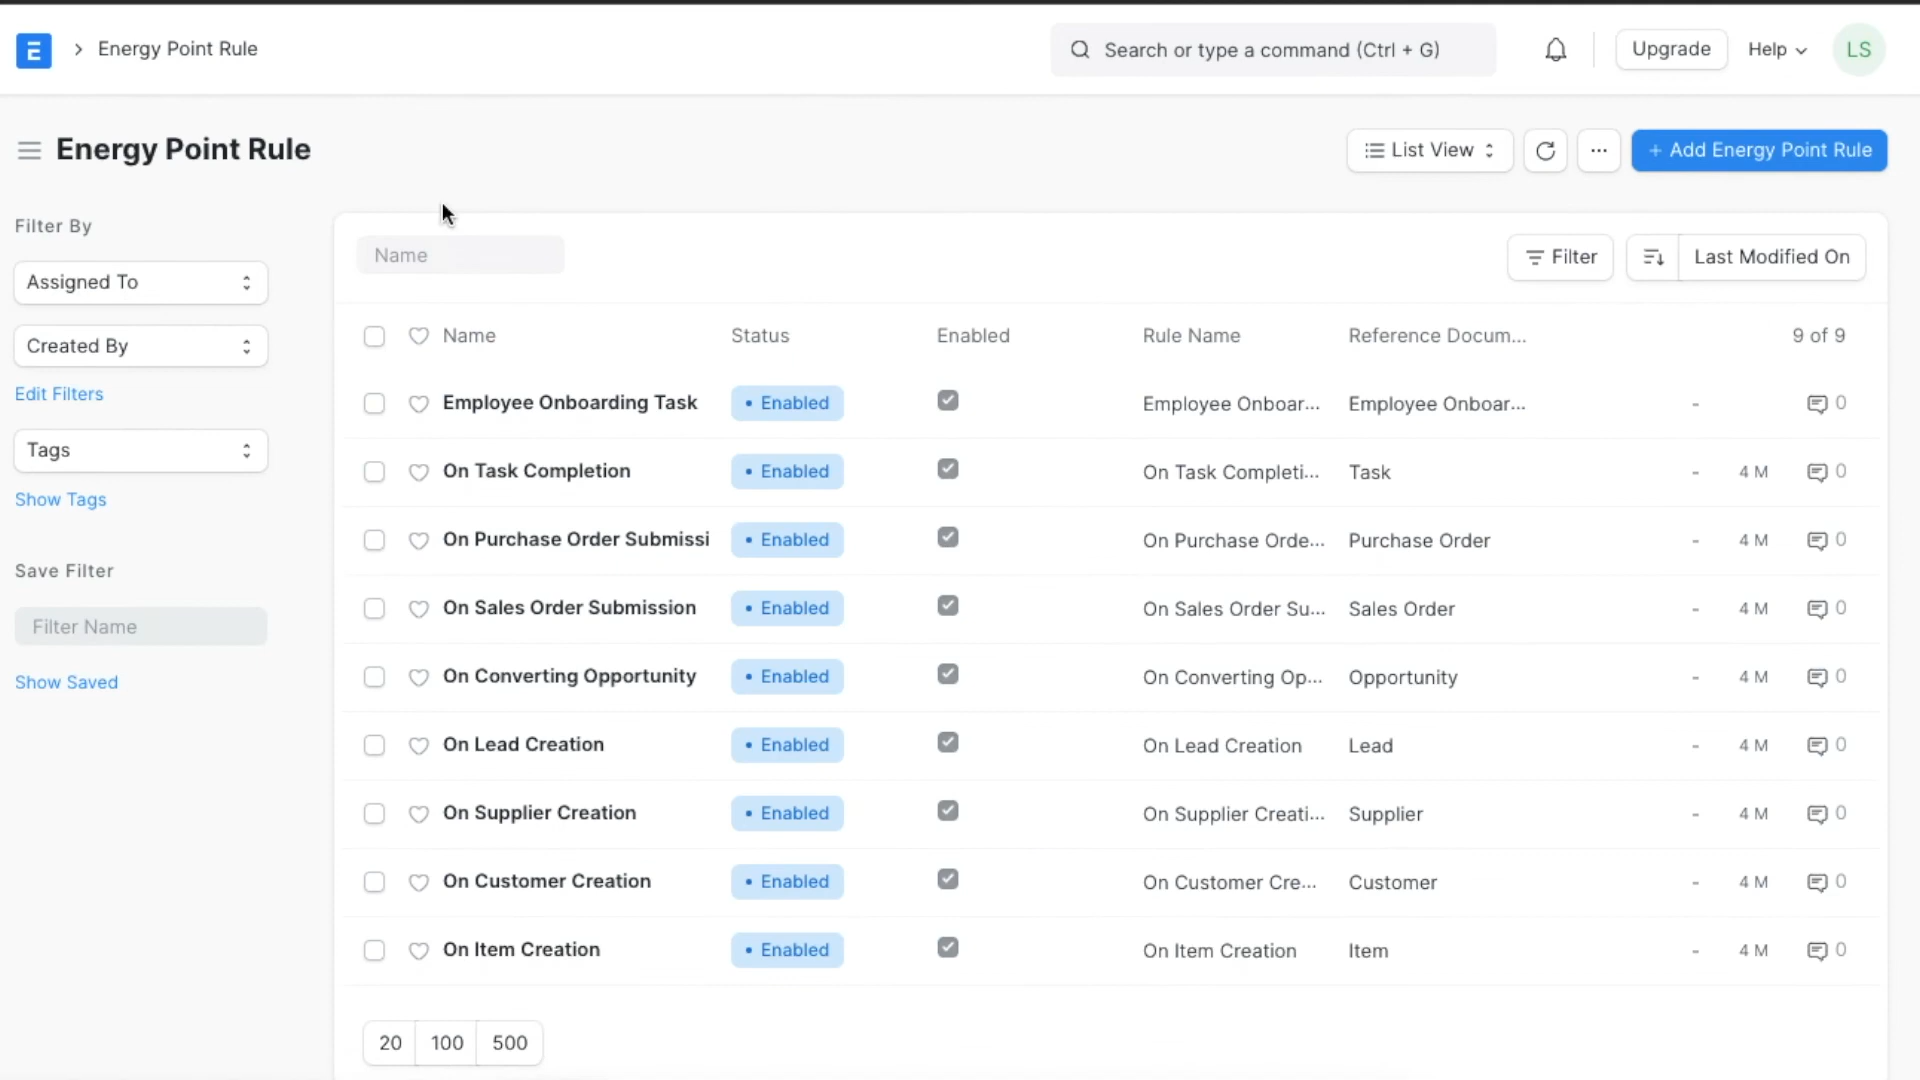 E > Energy Point Rule Search or type a command (Ctrl + G) Upgrade Help LS
Energy Point Rule List View ... + Add Energy Point Rule
Filter By
Assigned To
Created By
Edit Filters
Tags
Show Tags
Save Filter
Filter Name
Show Saved
Name Filter Last Modified On
Name Status Enabled Rule Name Reference Docum... 9 of 9
Employee Onboarding Task • Enabled Employee Onboar... Employee Onboar... - 0
On Task Completion • Enabled On Task Completi... Task - 4 M 0
On Purchase Order Submissi • Enabled On Purchase Orde... Purchase Order - 4 M 0
On Sales Order Submission • Enabled On Sales Order Su... Sales Order - 4 M 0
On Converting Opportunity • Enabled On Converting Op... Opportunity - 4 M 0
On Lead Creation • Enabled On Lead Creation Lead - 4 M 0
On Supplier Creation • Enabled On Supplier Creati... Supplier - 4 M 0
On Customer Creation • Enabled On Customer Cre... Customer - 4 M 0
On Item Creation • Enabled On Item Creation Item - 4 M 0
20 100 500